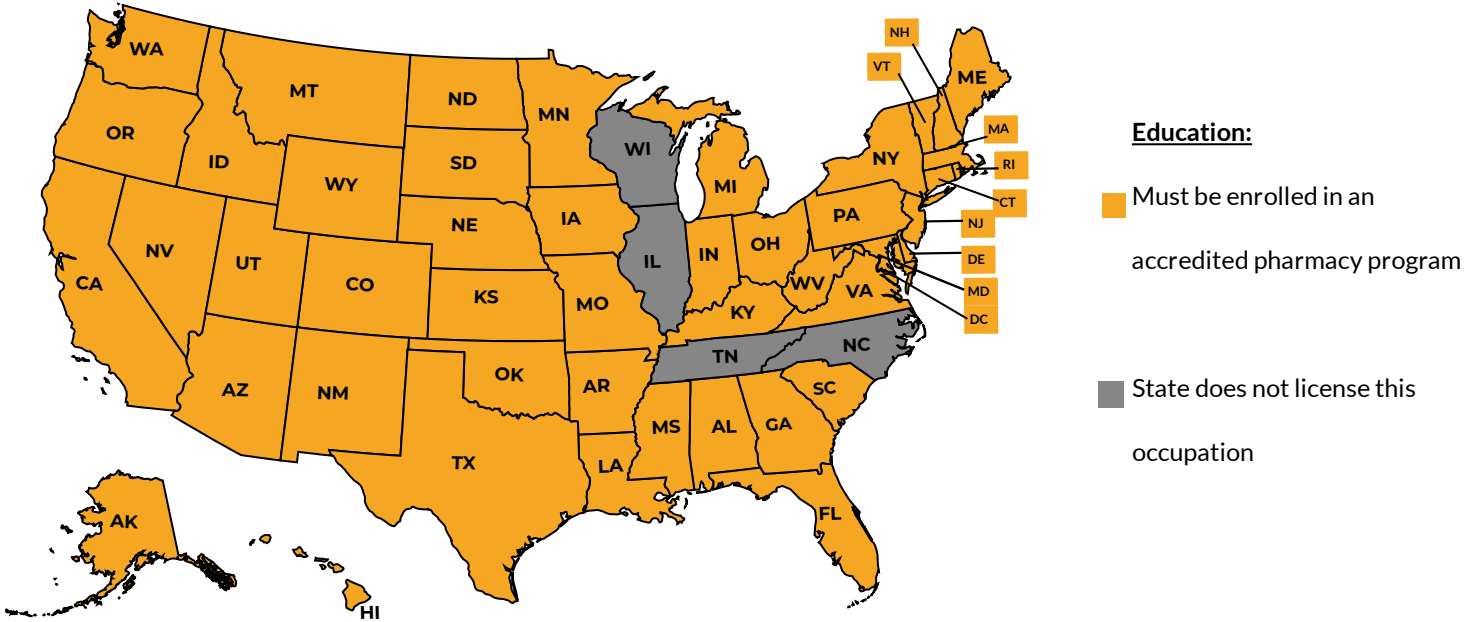 NH
WA
VT
ME
MT
ND
MN
OR
MA
Education:
WI
NY
ID
SD
RI
WY
MI
Must be enrolled in an
CT
PA
IA
NE
NJ
OH
NV
IN
UT
IL
DE
accredited pharmacy program
CA
CO
WV
VA
MD
KS
MO
KY
DC
NC
TN
OK
AR
SC
State does not license this
AZ
NM
MS
AL
GA
occupation
TX
LA
FL
AK
HI